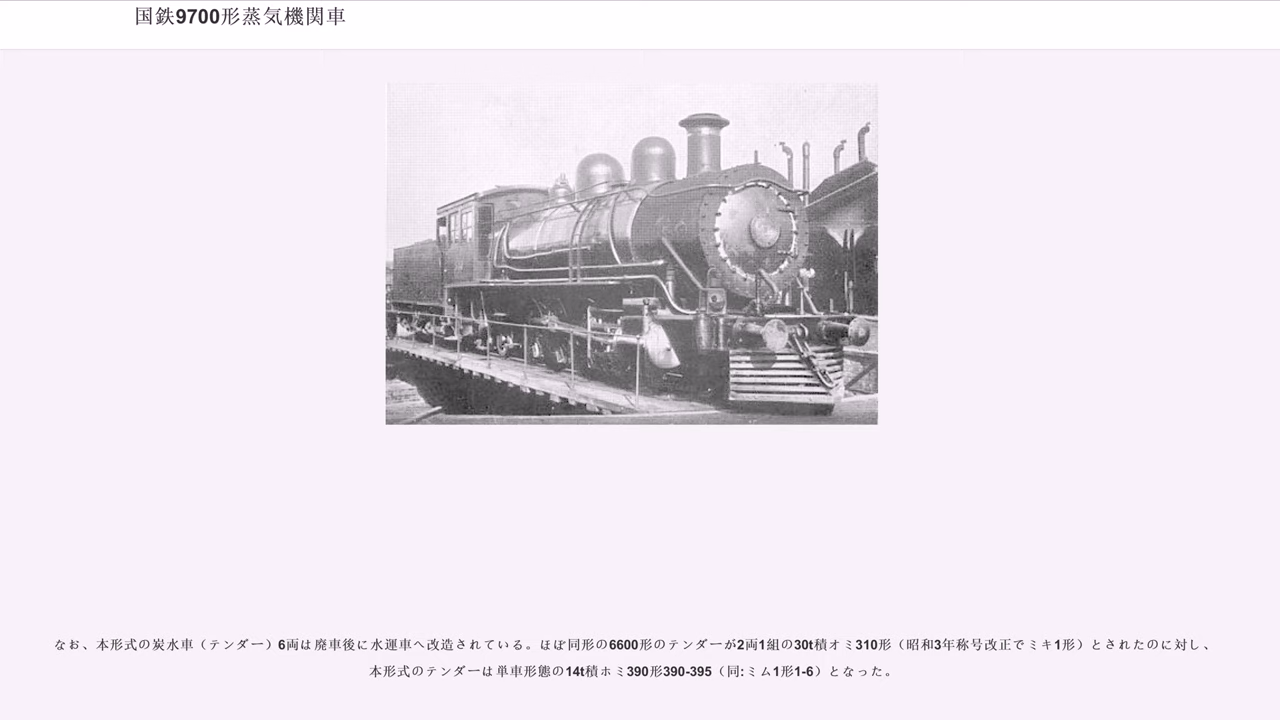 国鉄9700形蒸気機関車
なお、本形式の炭水車（テンダー）6両は廃車後に水運車へ改造されている。ほぼ同形の6600形のテンダーが2両1組の30t積オミ310形（昭和3年称号改正でミキ1形）とされたのに対し、
本形式のテンダーは単車形態の14t積ホミ390形390-395（同:ミム1形1-6）となった。